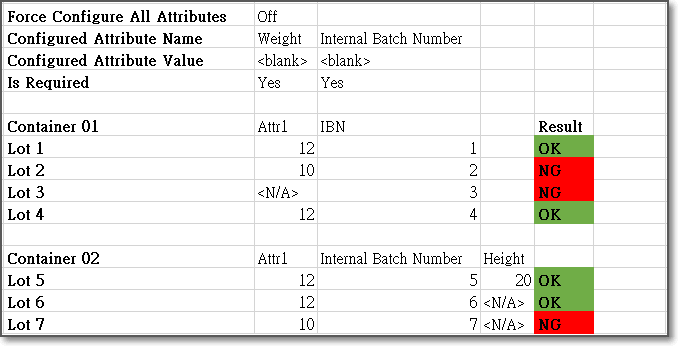 Force Configure All Attributes Off
Configured Attribute Name Weight Internal Batch Number
Configured Attribute Value <blank> <blank>
Is Required Yes Yes
Container 01 Attr1 IBN Result
Lot 1 12 1 OK
Lot 2 10 2 NG
Lot 3 <N/A> 3 NG
Lot 4 12 4 OK
Container 02 Attr1 Internal Batch Number Height
Lot 5 12 5 20 OK
Lot 6 12 6 <N/A> OK
Lot 7 10 7 <N/A> NG